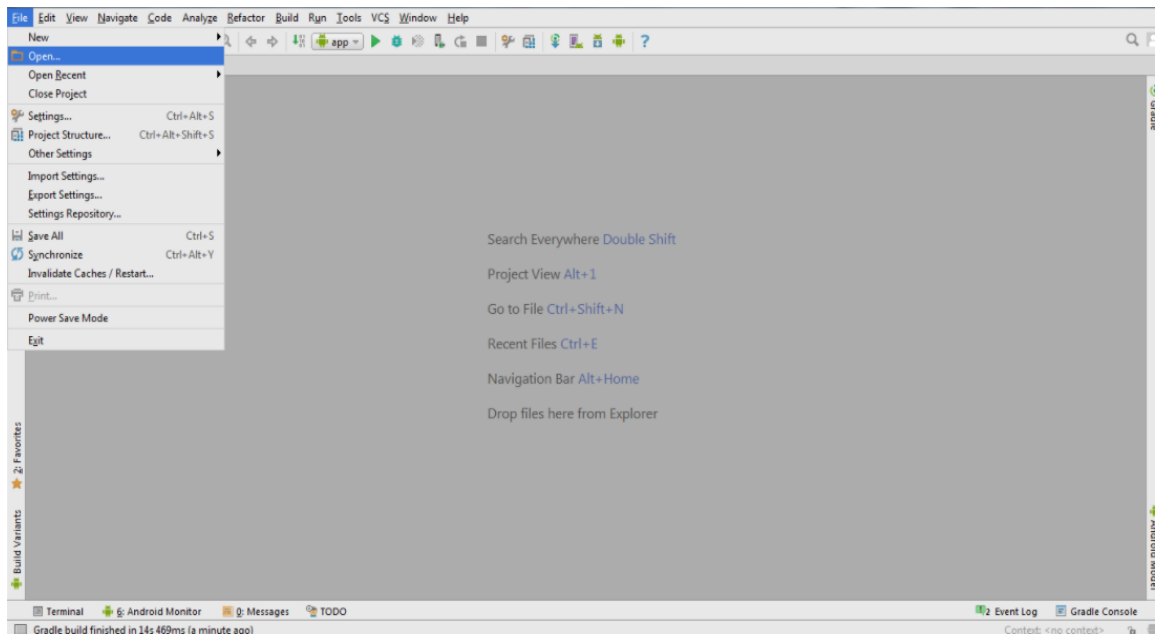 File Edit View Navigate Code Analyze Refactor Build Run Tools VCS Window Help
New
app
Open...
Open Recent
Close Project
Settings... Ctrl+Alt+S
Project Structure... Ctrl+Alt+Shift+S
Other Settings
Import Settings...
Export Settings...
Settings Repository...
Save All Ctrl+S
Synchronize Ctrl+Alt+Y
Invalidate Caches / Restart...
Print...
Power Save Mode
Exit
Search Everywhere Double Shift
Project View Alt+1
Go to File Ctrl+Shift+N
Recent Files Ctrl+E
Navigation Bar Alt+Home
Drop files here from Explorer
2: Favorites
Build Variants
Gradle
Android Model
Terminal 6: Android Monitor 0: Messages TODO 2 Event Log Gradle Console
Gradle build finished in 14s 469ms (a minute ago) Context: <no context>